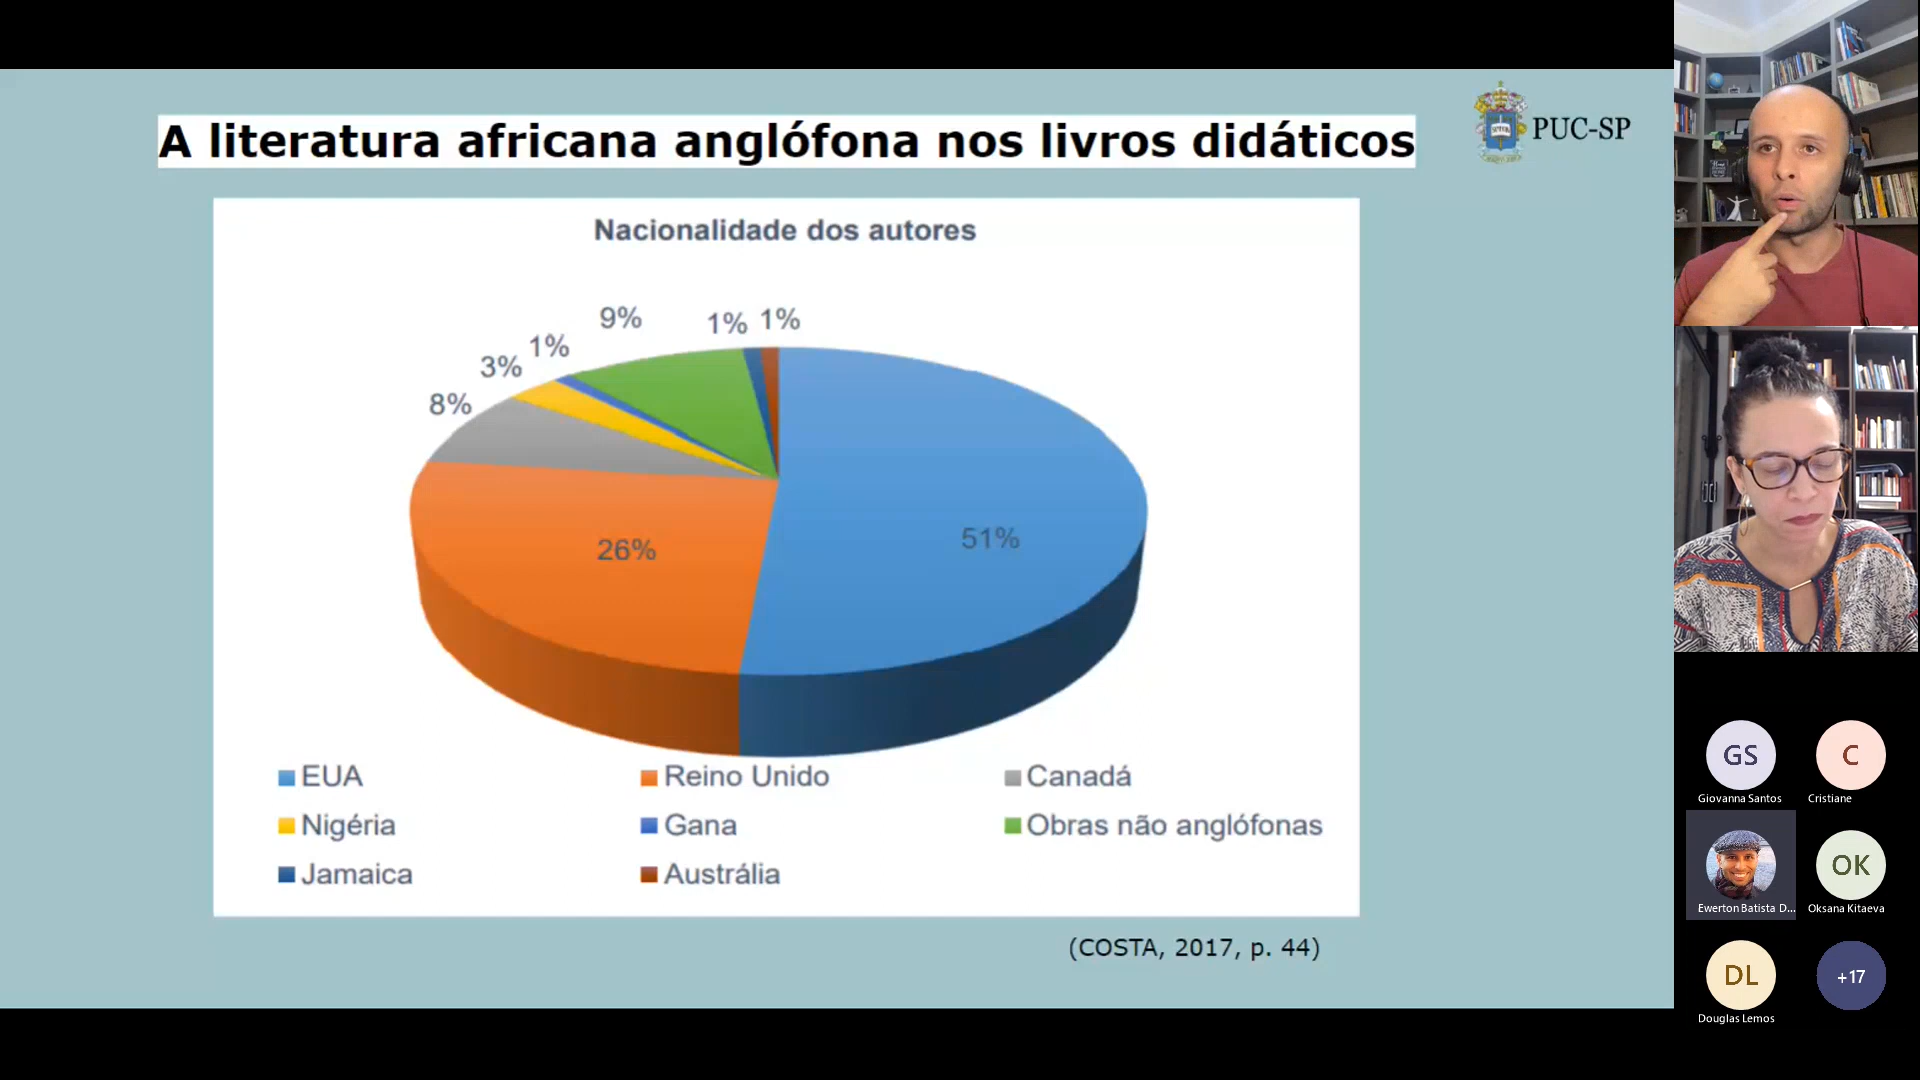 A literatura africana anglófona nos livros didáticos
PUC-SP
Nacionalidade dos autores
9%
1%
1%
1%
3%
8%
26%
51%
EUA
Reino Unido
Canadá
Nigéria
Gana
Obras não anglófonas
Jamaica
Austrália
(COSTA, 2017, p. 44)
GS
C
Giovanna Santos
Cristiane
OK
Ewerton Batista D...
Oksana Kitaeva
DL
+17
Douglas Lemos